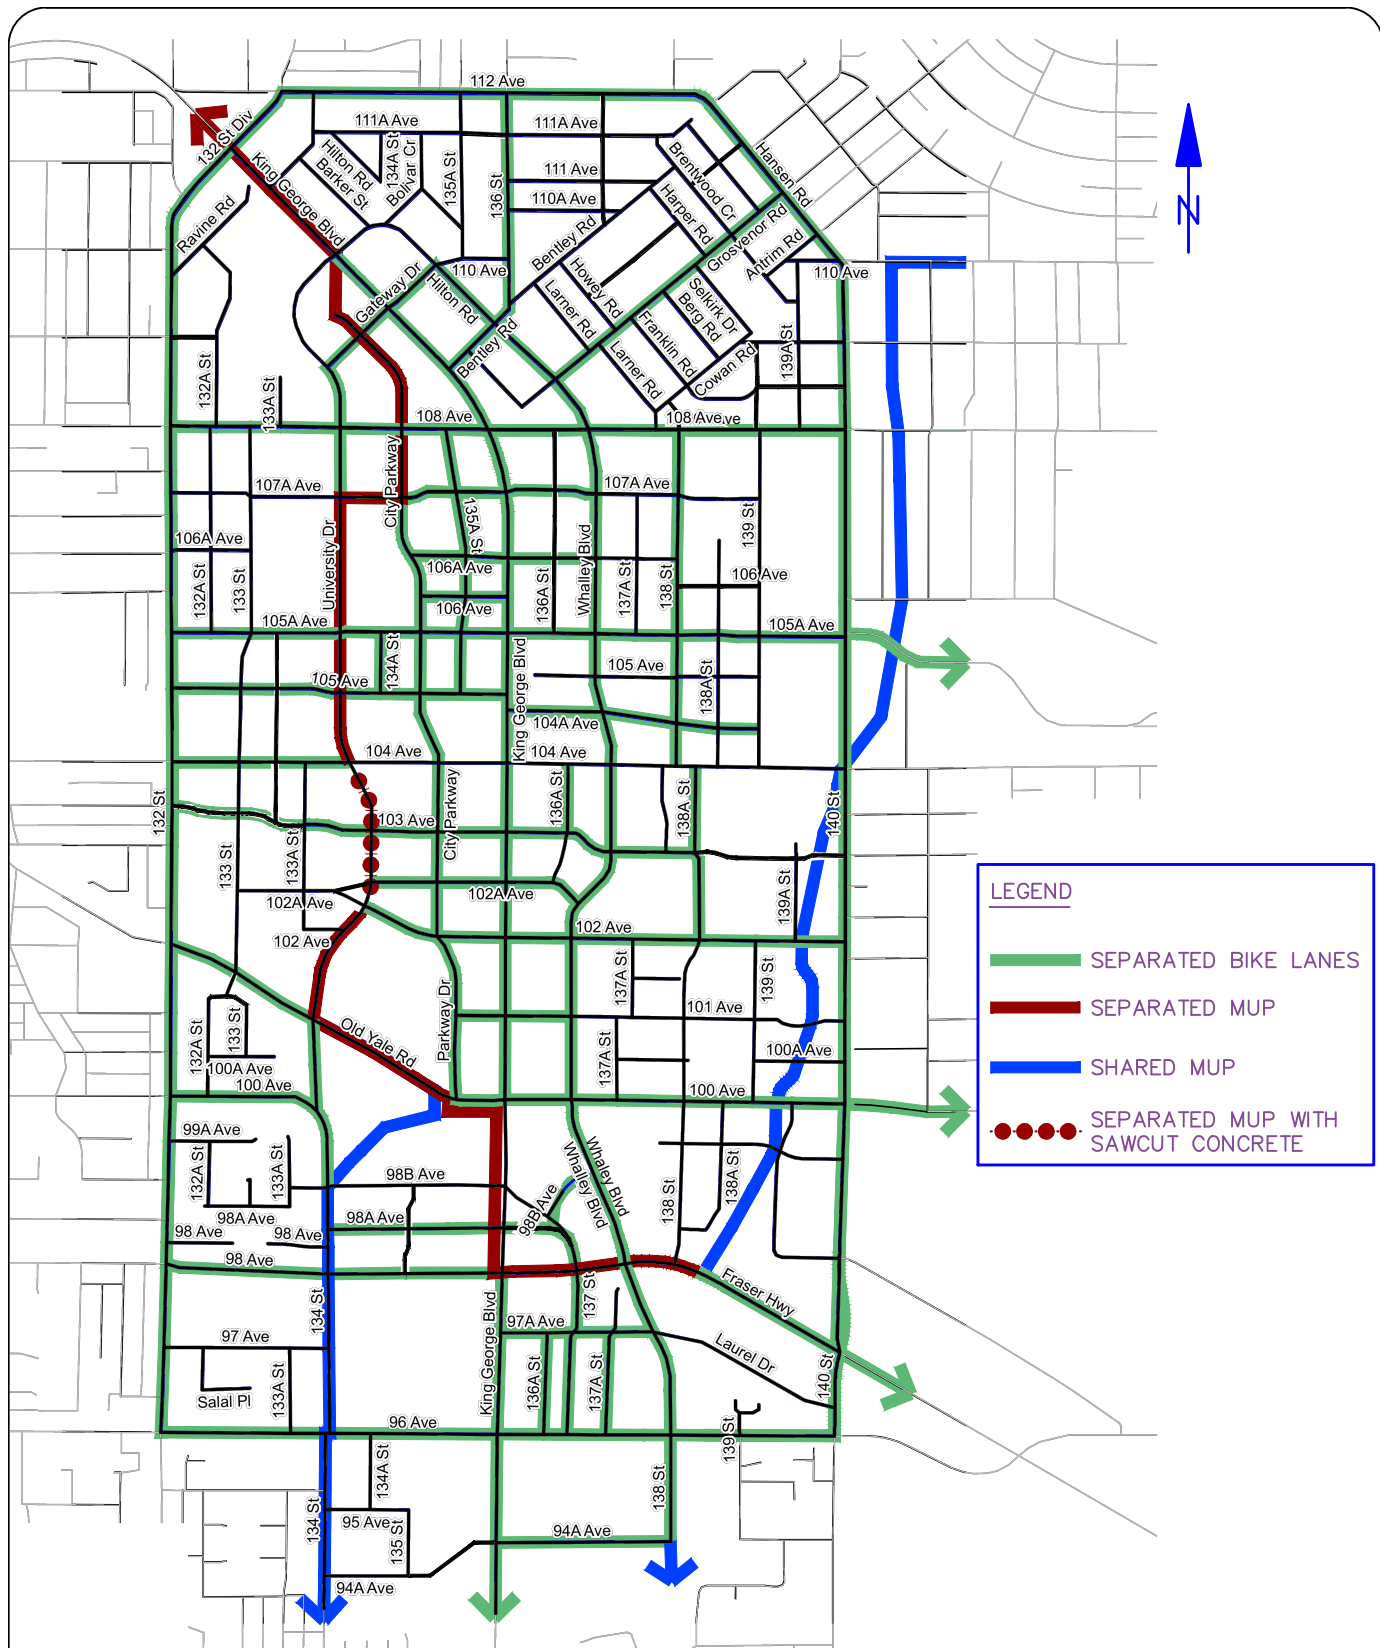 112 Ave
132 St Div
111A Ave
111A Ave
King George Blvd
Hilton Rd
Barker St
134A St
Bolivar Cr
135A St
136 St
111 Ave
110A Ave
Brentwood Cr
Hansen Rd
Harper Rd
Grosvenor Rd
Antrim Rd
Ravine Rd
Bentley Rd
110 Ave
110 Ave
N
Gateway Dr
Hilton Rd
Howey Rd
Larner Rd
Selkirk Dr
Berg Rd
Franklin Rd
Bentley Rd
Larner Rd
Cowan Rd
139A St
132A St
133A St
108 Ave
108 Ave
City Parkway
107A Ave
107A Ave
135A St
139 St
106A Ave
University Dr
Whalley Blvd
132A St
133 St
106A Ave
106 Ave
136A St
137A St
138 St
106 Ave
105A Ave
105A Ave
134A St
King George Blvd
105 Ave
105 Ave
138A St
104A Ave
104 Ave
104 Ave
132 St
City Parkway
136A St
138A St
140 St
103 Ave
133 St
133A St
102A Ave
102A Ave
139A St
102 Ave
102 Ave
LEGEND
SEPARATED BIKE LANES
SEPARATED MUP
SHARED MUP
SEPARATED MUP WITH
SAWCUT CONCRETE
137A St
139 St
Parkway Dr
101 Ave
132A St
133 St
Old Yale Rd
137A St
100A Ave
100A Ave
100 Ave
100 Ave
99A Ave
132A St
133A St
98B Ave
Whaley Blvd
Whalley Blvd
98B Ave
138 St
138A St
98A Ave
98A Ave
98 Ave
98 Ave
98 Ave
134 St
137 St
Fraser Hwy
King George Blvd
97A Ave
97 Ave
Laurel Dr
133A St
Salal Pl
136A St
137A St
140 St
96 Ave
139 St
134A St
138 St
134 St
95 Ave
135 St
94A Ave
94A Ave